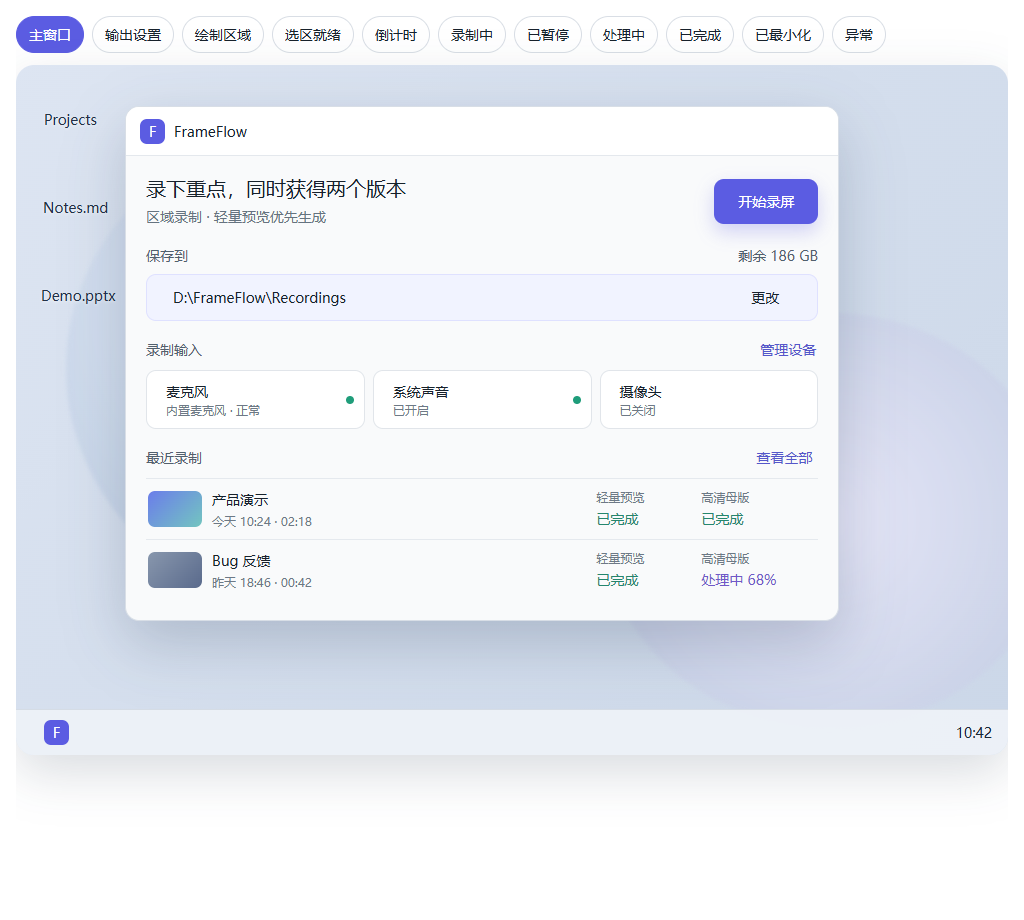 主窗口 输出设置 绘制区域 选区就绪 倒计时 录制中 已暂停 处理中 已完成 已最小化 异常
Projects
Notes.md
Demo.pptx
F FrameFlow
录下重点，同时获得两个版本
区域录制 · 轻量预览优先生成
开始录屏
保存到 剩余 186 GB
D:\FrameFlow\Recordings 更改
录制输入 管理设备
麦克风
内置麦克风 · 正常
系统声音
已开启
摄像头
已关闭
最近录制 查看全部
产品演示
今天 10:24 · 02:18
轻量预览
已完成
高清母版
已完成
Bug 反馈
昨天 18:46 · 00:42
轻量预览
已完成
高清母版
处理中 68%
F 10:42